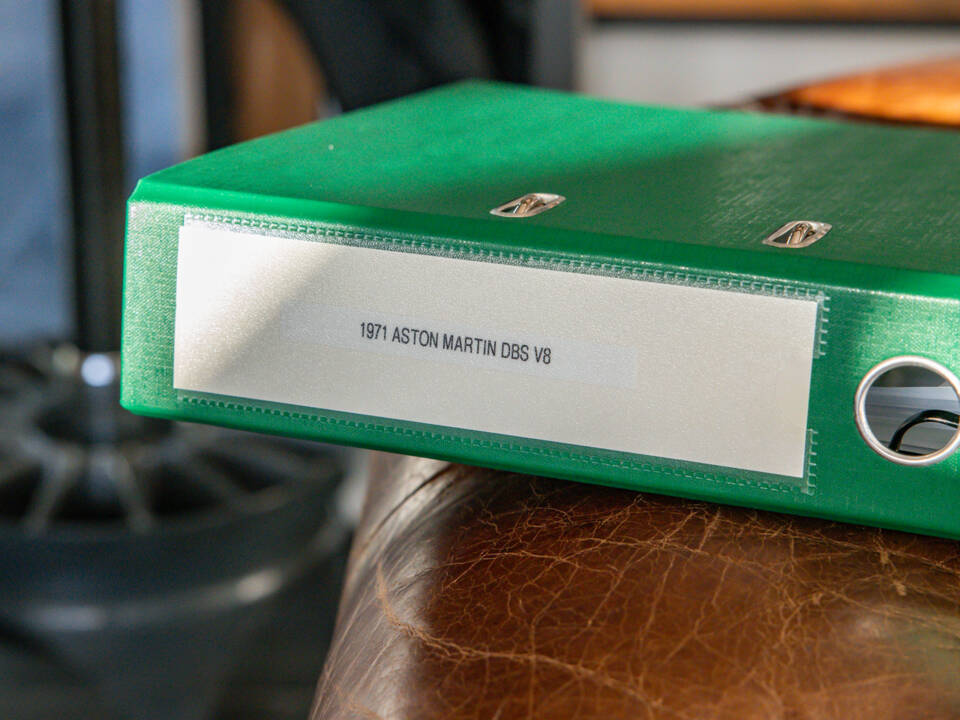 1971 ASTON MARTIN DBS V8